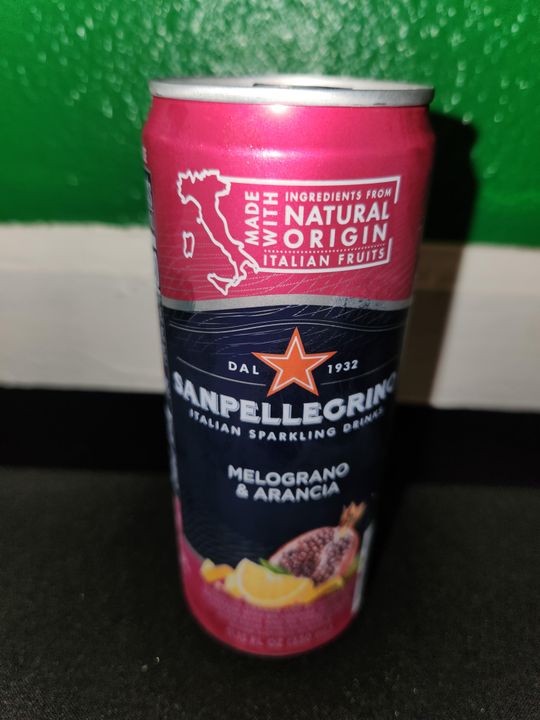 MADE
WITH
INGREDIENTS FROM
NATURAL
ORIGIN
ITALIAN FRUITS
DAL 1932
SANPELLEGRINO
ITALIAN SPARKLING DRINKS
MELOGRANO
& ARANCIA